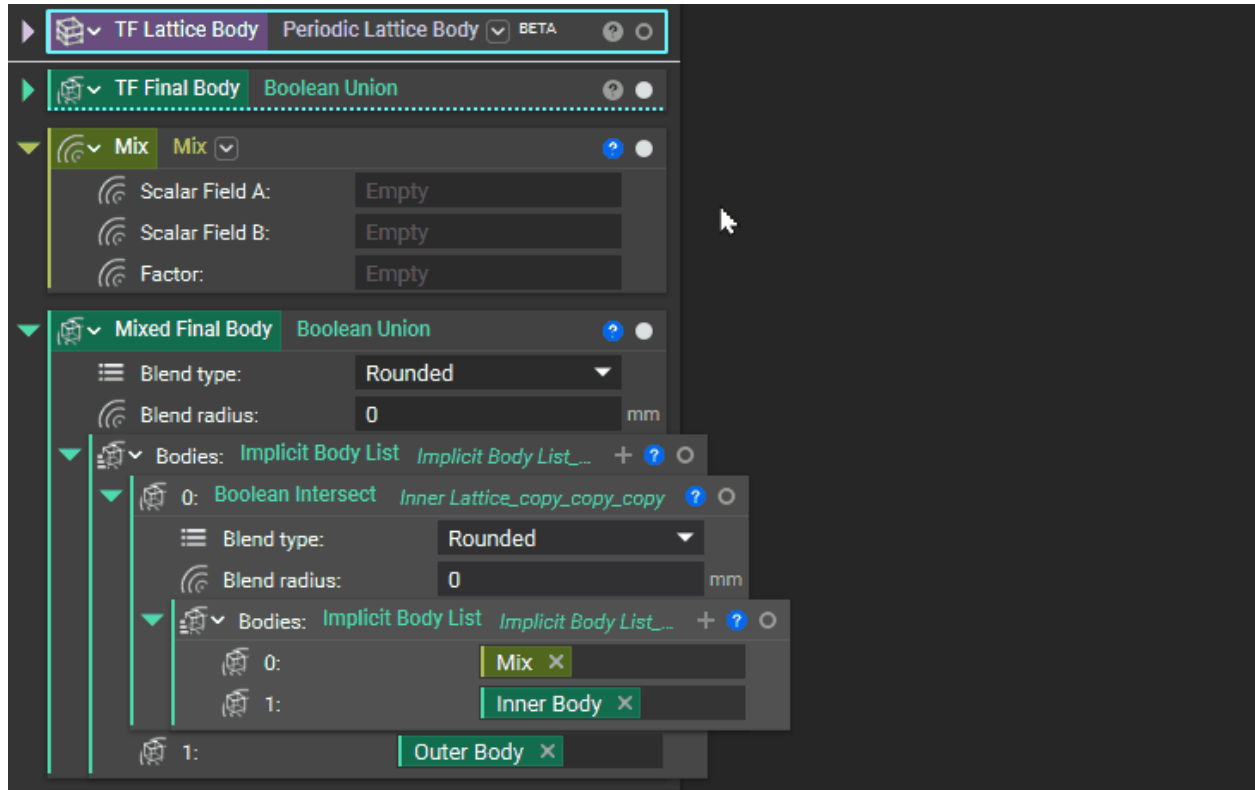 TF Lattice Body Periodic Lattice Body BETA ?
TF Final Body Boolean Union ?
Mix Mix ?
Scalar Field A: Empty
Scalar Field B: Empty
Factor: Empty
Mixed Final Body Boolean Union ?
Blend type: Rounded
Blend radius: 0 mm
Bodies: Implicit Body List Implicit Body List_... + ?
0: Boolean Intersect Inner Lattice_copy_copy_copy ?
Blend type: Rounded
Blend radius: 0 mm
Bodies: Implicit Body List Implicit Body List_... + ?
0: Mix ×
1: Inner Body ×
1: Outer Body ×